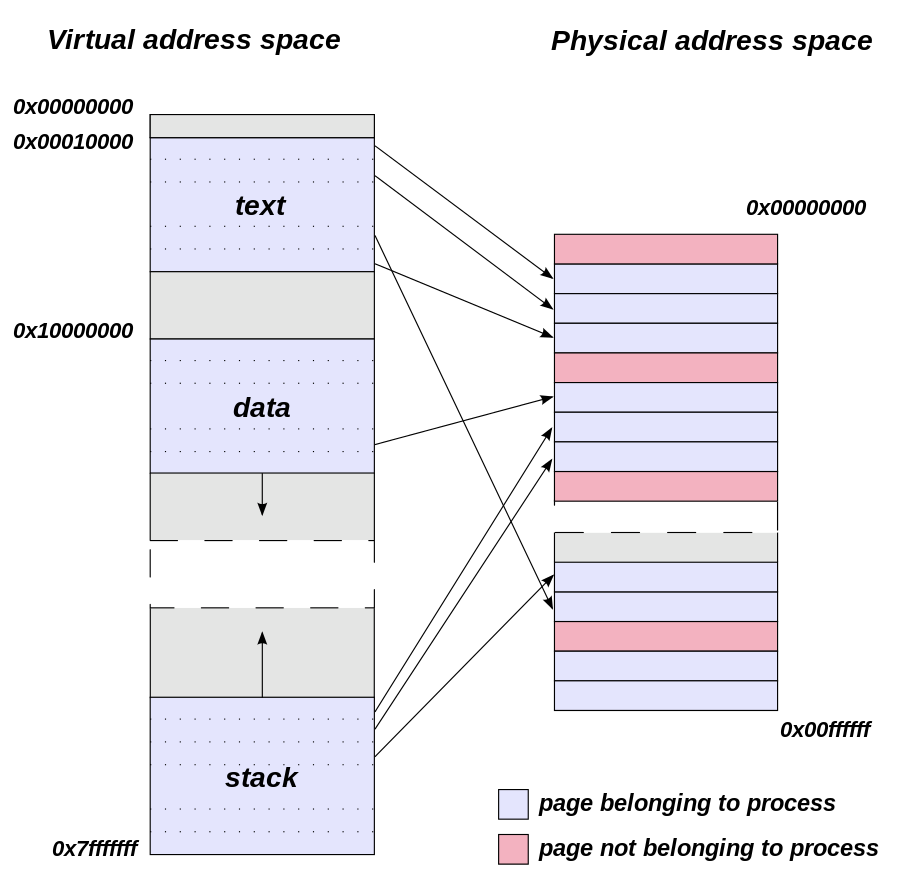 Virtual address space
Physical address space
0x00000000
0x00010000
text
0x00000000
0x10000000
data
stack
0x00ffffff
0x7fffffff
page belonging to process
page not belonging to process